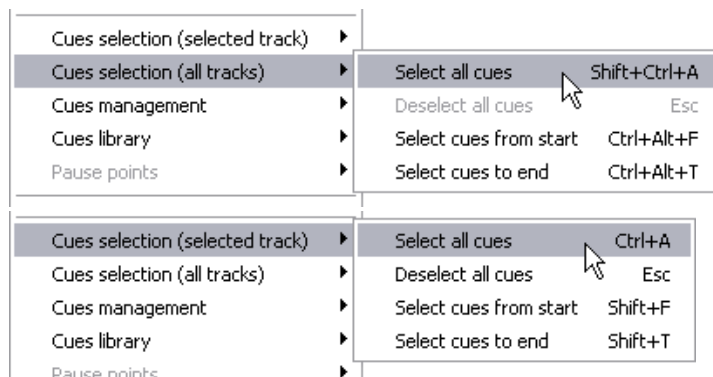 Cues selection (selected track)
Cues selection (all tracks) Select all cues Shift+Ctrl+A
Cues management Deselect all cues Esc
Cues library Select cues from start Ctrl+Alt+F
Pause points Select cues to end Ctrl+Alt+T
Cues selection (selected track) Select all cues Ctrl+A
Cues selection (all tracks) Deselect all cues Esc
Cues management Select cues from start Shift+F
Cues library Select cues to end Shift+T
Pause points